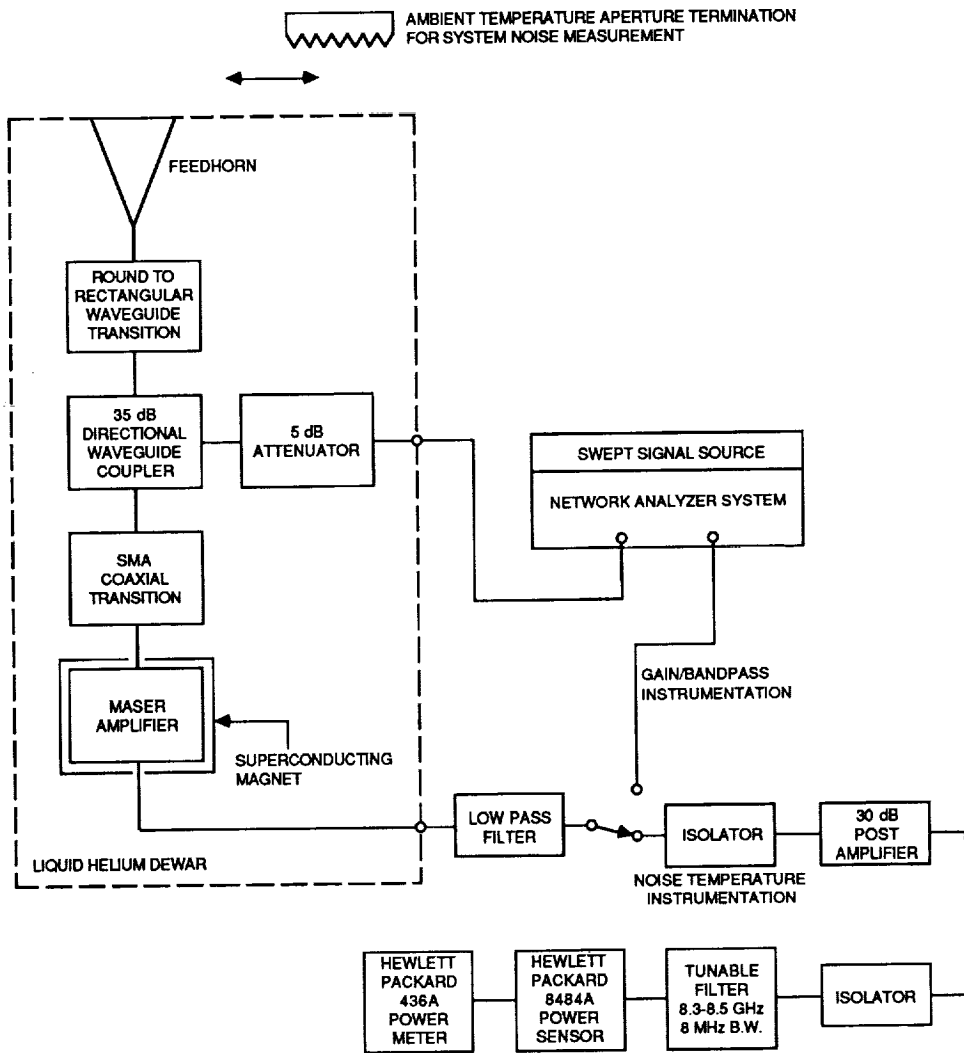 AMBIENT TEMPERATURE APERTURE TERMINATION
FOR SYSTEM NOISE MEASUREMENT
FEEDHORN
ROUND TO
RECTANGULAR
WAVEGUIDE
TRANSITION
35 dB
DIRECTIONAL
WAVEGUIDE
COUPLER
5 dB
ATTENUATOR
SWEPT SIGNAL SOURCE
NETWORK ANALYZER SYSTEM
SMA
COAXIAL
TRANSITION
GAIN/BANDPASS
INSTRUMENTATION
MASER
AMPLIFIER
SUPERCONDUCTING
MAGNET
LOW PASS
FILTER
ISOLATOR
30 dB
POST
AMPLIFIER
LIQUID HELIUM DEWAR
NOISE TEMPERATURE
INSTRUMENTATION
HEWLETT
PACKARD
436A
POWER
METER
HEWLETT
PACKARD
8484A
POWER
SENSOR
TUNABLE
FILTER
8.3-8.5 GHz
8 MHz B.W.
ISOLATOR